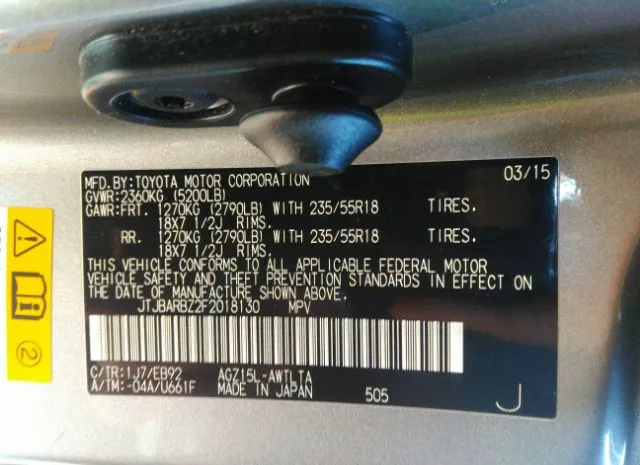 MFD.BY:TOYOTA MOTOR CORPORATION 03/15
GVWR:2360KG (5200LB)
GAWR:FRT. 1270KG (2790LB) WITH 235/55R18 TIRES.
18X7 1/2J RIMS.
RR. 1270KG (2790LB) WITH 235/55R18 TIRES.
18X7 1/2J RIMS.
THIS VEHICLE CONFORMS TO ALL APPLICABLE FEDERAL MOTOR
VEHICLE SAFETY AND THEFT PREVENTION STANDARDS IN EFFECT ON
THE DATE OF MANUFACTURE SHOWN ABOVE.
JTJBARBZ2F2018130 MPV
C/TR:1J7/EB92 AGZ15L-AWTLTA
A/TM:-04A/U661F MADE IN JAPAN 505 J
2